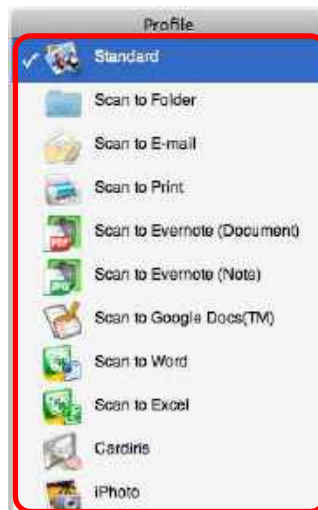 Profile
Standard
Scan to Folder
Scan to E-mail
Scan to Print
Scan to Evernote (Document)
Scan to Evernote (Note)
Scan to Google Docs(TM)
Scan to Word
Scan to Excel
Cardiris
iPhoto